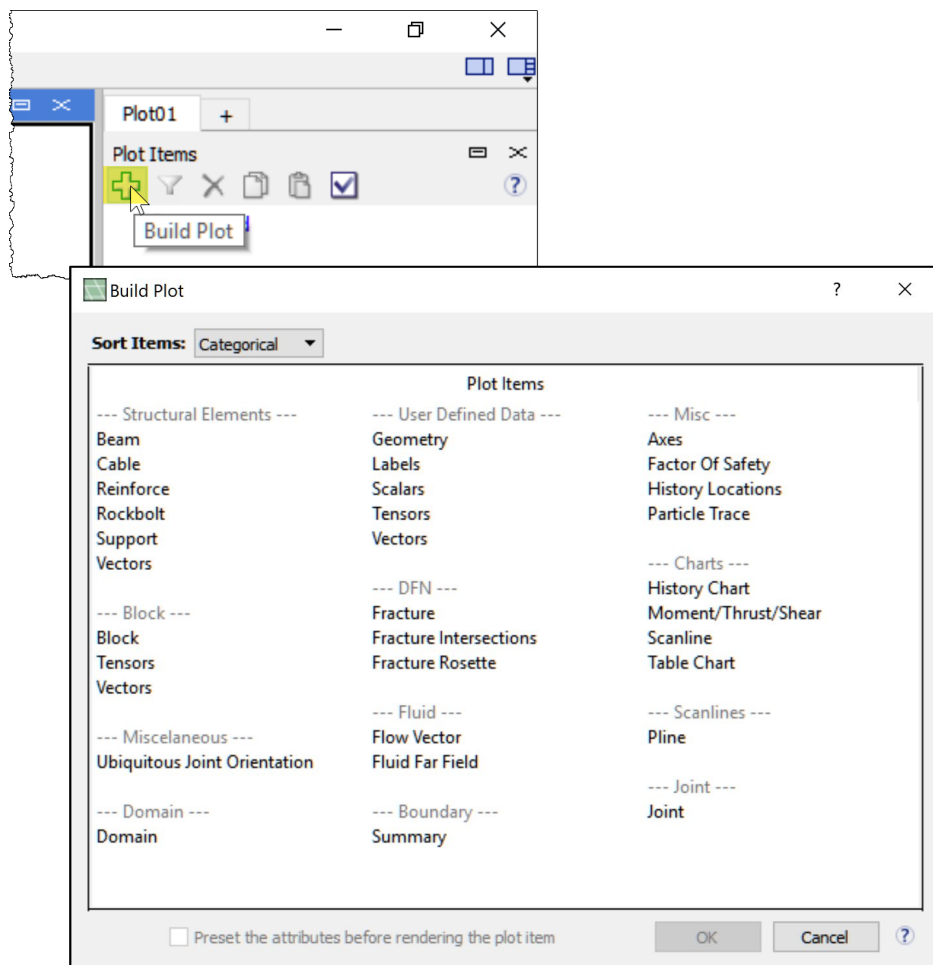 Plot01
+
Plot Items
?
Build Plot
Build Plot
?
Sort Items: Categorical
Plot Items
--- Structural Elements ---
Beam
Cable
Reinforce
Rockbolt
Support
Vectors
--- Block ---
Block
Tensors
Vectors
--- Miscelaneous ---
Ubiquitous Joint Orientation
--- Domain ---
Domain
--- User Defined Data ---
Geometry
Labels
Scalars
Tensors
Vectors
--- DFN ---
Fracture
Fracture Intersections
Fracture Rosette
--- Fluid ---
Flow Vector
Fluid Far Field
--- Boundary ---
Summary
--- Misc ---
Axes
Factor Of Safety
History Locations
Particle Trace
--- Charts ---
History Chart
Moment/Thrust/Shear
Scanline
Table Chart
--- Scanlines ---
Pline
--- Joint ---
Joint
Preset the attributes before rendering the plot item
OK
Cancel
?